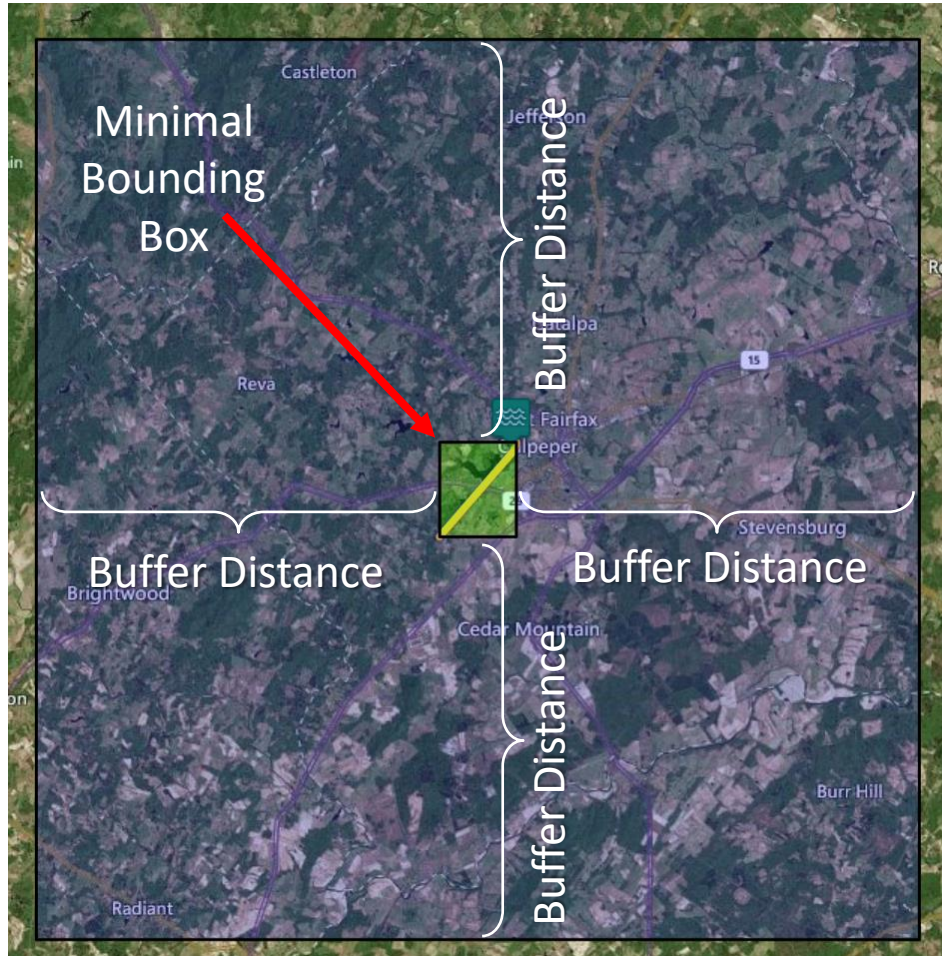 Castleton
Minimal
Bounding
Box
Jefferson
Buffer Distance
15
Reva
Fairfax
Buffer Distance
Buffer Distance
Stevensburg
Brightwood
Cedar Mountain
Buffer Distance
Burr Hill
Radiant